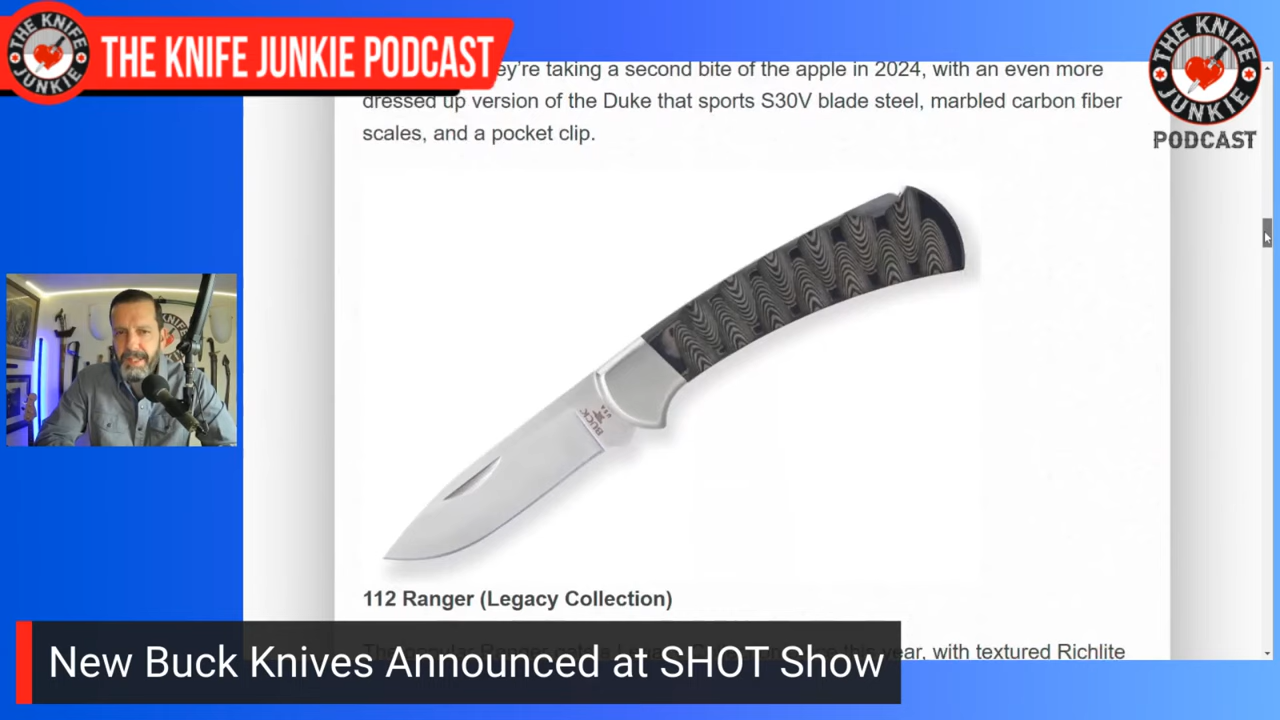 THE KNIFE
JUNKIE
THE KNIFE JUNKIE PODCAST
THE KNIFE
JUNKIE
PODCAST
ey’re taking a second bite of the apple in 2024, with an even more
dressed up version of the Duke that sports S30V blade steel, marbled carbon fiber
scales, and a pocket clip.
KNIFE
BUCK
USA
112 Ranger (Legacy Collection)
year, with textured Richlite
New Buck Knives Announced at SHOT Show